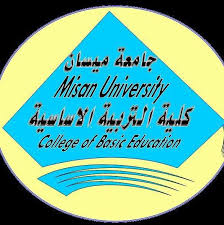 جامعة ميسان
Misan University
كلية التربية الاساسية
College of Basic Education